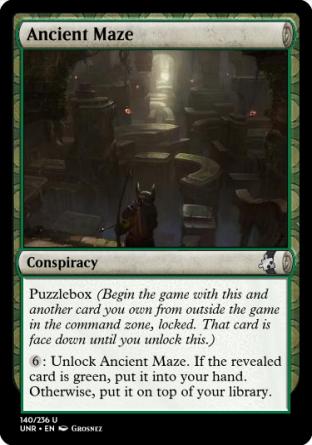 Ancient Maze
Conspiracy
Puzzlebox (Begin the game with this and
another card you own from outside the game
in the command zone, locked. That card is
face down until you unlock this.)
6: Unlock Ancient Maze. If the revealed
card is green, put it into your hand.
Otherwise, put it on top of your library.
140/236 U
UNR • EN Grosnez